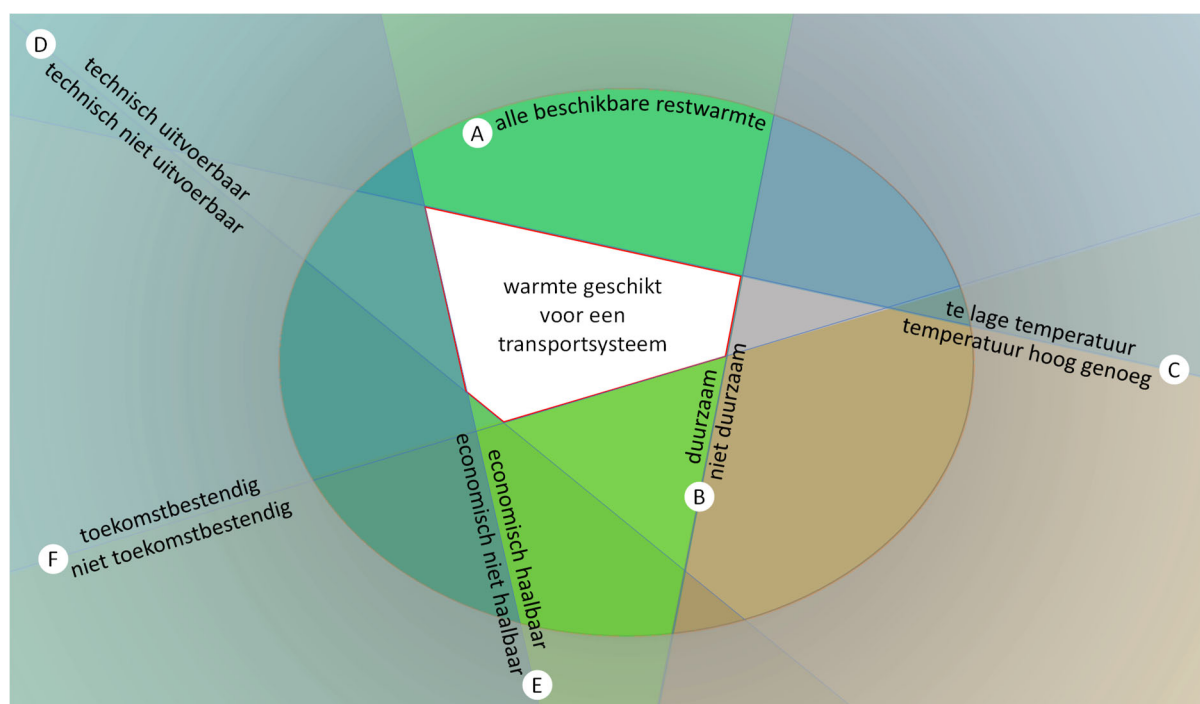 D
technisch uitvoerbaar
technisch niet uitvoerbaar
A
alle beschikbare restwarmte
warmte geschikt
voor een
transportsysteem
te lage temperatuur
temperatuur hoog genoeg
C
duurzaam
niet duurzaam
B
economisch haalbaar
economisch niet haalbaar
E
toekomstbestendig
niet toekomstbestendig
F